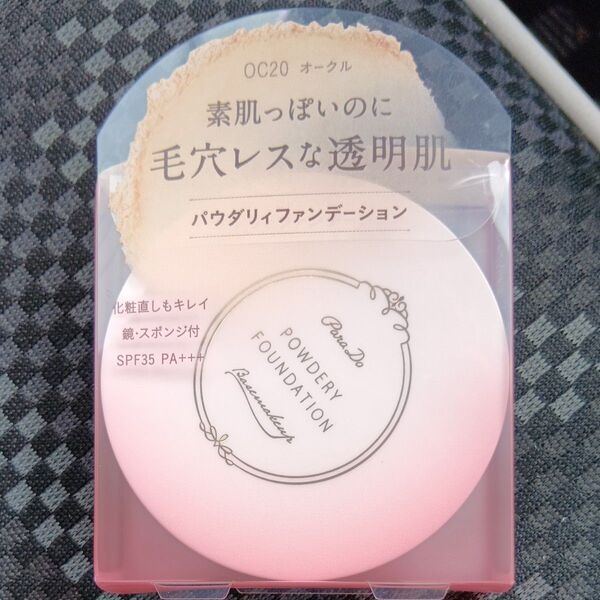 OC20 オークル
素肌っぽいのに
毛穴レスな透明肌
パウダリィファンデーション
化粧直しもキレイ
鏡・スポンジ付
SPF35 PA+++
ParaDo
POWDERY
FOUNDATION
Basemakeup